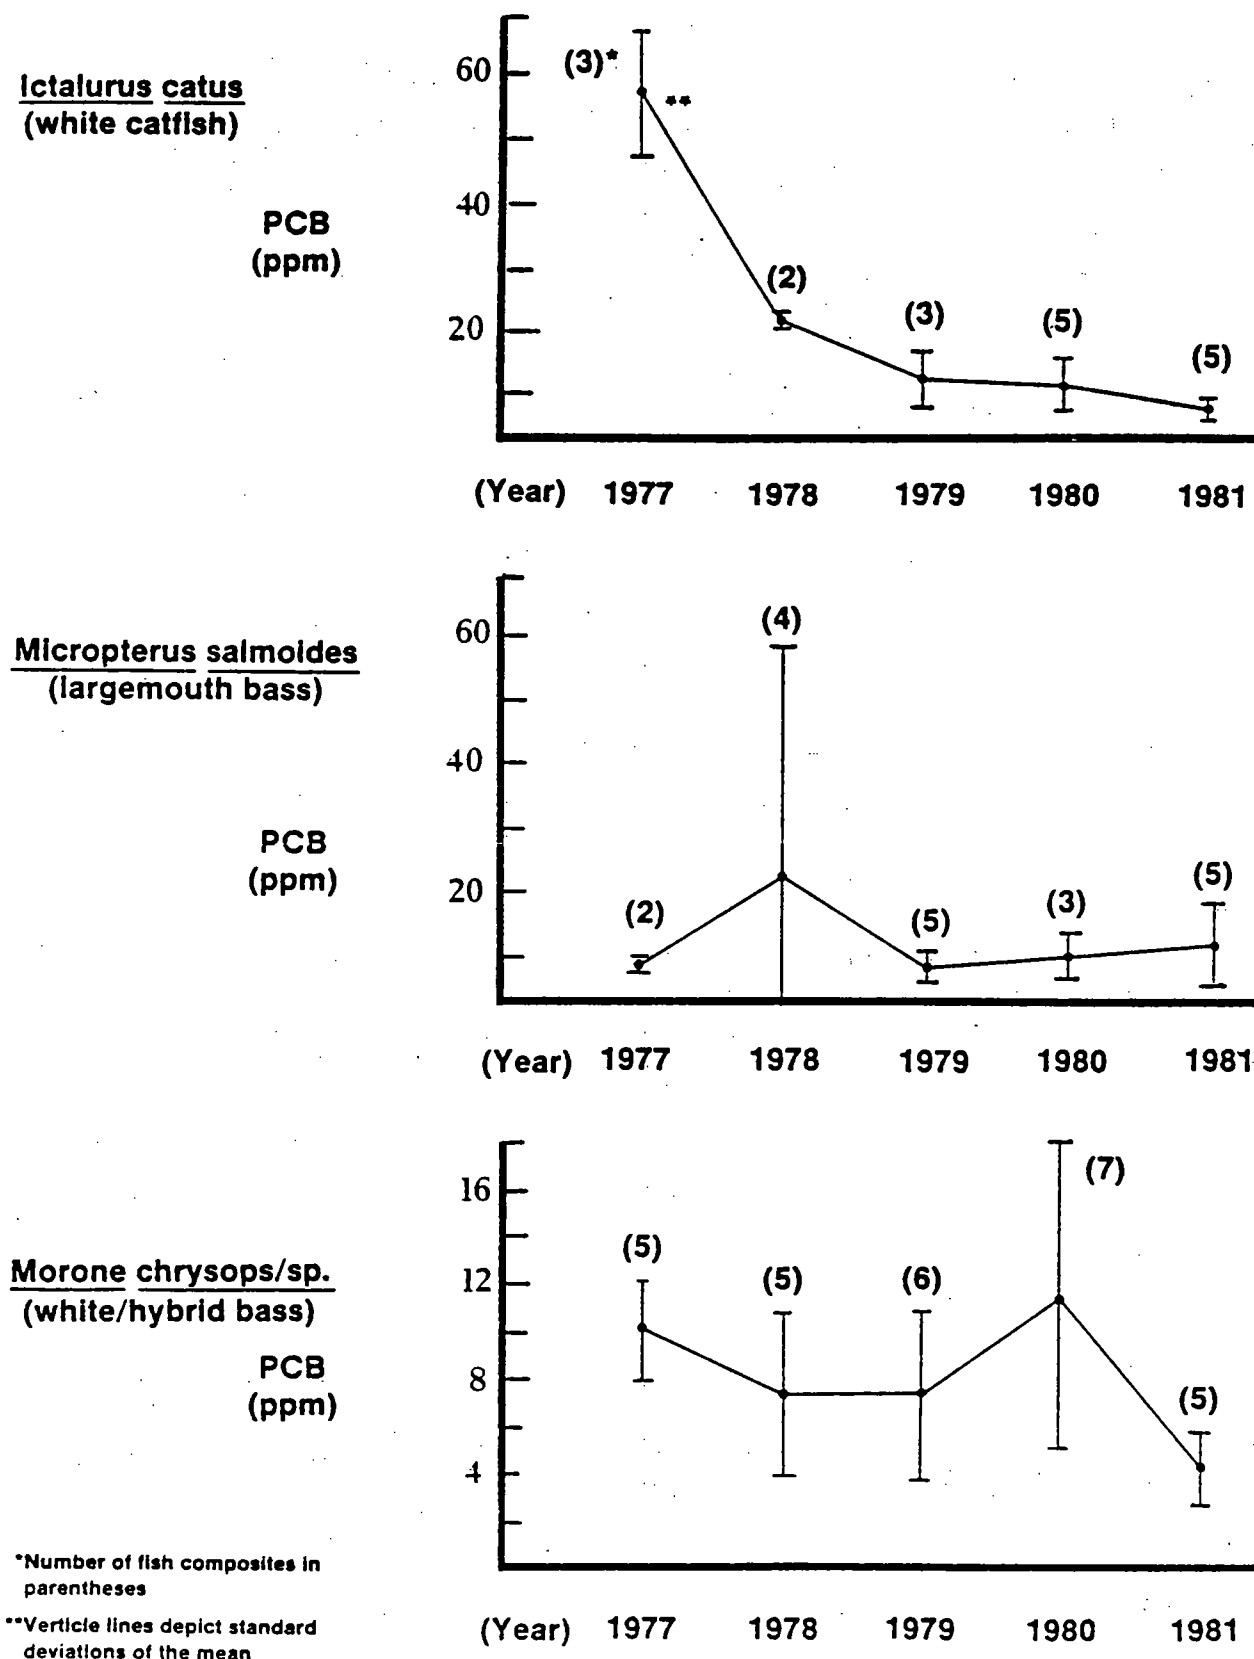 Ictalurus catus
(white catfish)
PCB
(ppm)
60
40
20
(3)*
**
(2)
(3)
(5)
(5)
(Year) 1977 1978 1979 1980 1981
Micropterus salmoides
(largemouth bass)
PCB
(ppm)
60
40
20
(2)
(4)
(5)
(3)
(5)
(Year) 1977 1978 1979 1980 1981
Morone chrysops/sp.
(white/hybrid bass)
PCB
(ppm)
16
12
8
4
(5)
(5)
(6)
(7)
(5)
(Year) 1977 1978 1979 1980 1981
*Number of fish composites in
parentheses
**Verticle lines depict standard
deviations of the mean